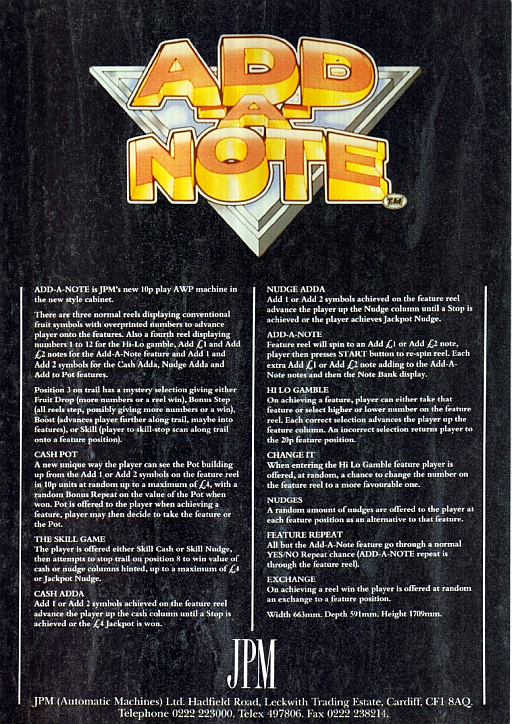 ADD
-A-
NOTE
TM
ADD-A-NOTE is JPM's new 10p play AWP machine in
the new style cabinet.
There are three normal reels displaying conventional
fruit symbols with overprinted numbers to advance
player onto the features. Also a fourth reel displaying
numbers 1 to 12 for the Hi-Lo gamble, Add £1 and Add
£2 notes for the Add-A-Note feature and Add 1 and
Add 2 symbols for the Cash Adda, Nudge Adda and
Add to Pot features.
Position 3 on trail has a mystery selection giving either
Fruit Drop (more numbers or a reel win), Bonus Step
(all reels step, possibly giving more numbers or a win),
Boost (advances player further along trail, maybe into
features), or Skill (player to skill-stop scan along trail
onto a feature position).
CASH POT
A new unique way the player can see the Pot building
up from the Add 1 or Add 2 symbols on the feature reel
in 10p units at random up to a maximum of £4, with a
random Bonus Repeat on the value of the Pot when
won. Pot is offered to the player when achieving a
feature, player may then decide to take the feature or
the Pot.
THE SKILL GAME
The player is offered either Skill Cash or Skill Nudge,
then attempts to stop trail on position 8 to win value of
cash or nudge columns hinted, up to a maximum of £4
or Jackpot Nudge.
CASH ADDA
Add 1 or Add 2 symbols achieved on the feature reel
advance the player up the cash column until a Stop is
achieved or the £4 Jackpot is won.
NUDGE ADDA
Add 1 or Add 2 symbols achieved on the feature reel
advance the player up the Nudge column until a Stop is
achieved or the player achieves Jackpot Nudge.
ADD-A-NOTE
Feature reel will spin to an Add £1 or Add £2 note,
player then presses START button to re-spin reel. Each
extra Add £1 or Add £2 note adding to the Add-A-
Note notes and then the Note Bank display.
HI LO GAMBLE
On achieving a feature, player can either take that
feature or select higher or lower number on the feature
reel. Each correct selection advances the player up the
feature column. An incorrect selection returns player to
the 20p feature position.
CHANGE IT
When entering the Hi Lo Gamble feature player is
offered, at random, a chance to change the number on
the feature reel to a more favourable one.
NUDGES
A random amount of nudges are offered to the player at
each feature position as an alternative to that feature.
FEATURE REPEAT
All but the Add-A-Note feature go through a normal
YES/NO Repeat chance (ADD-A-NOTE repeat is
through the feature reel).
EXCHANGE
On achieving a reel win the player is offered at random
an exchange to a feature position.
Width 663mm. Depth 591mm. Height 1709mm.
JPM
JPM (Automatic Machines) Ltd. Hadfield Road, Leckwith Trading Estate, Cardiff, CF1 8AQ.
Telephone 0222 223000. Telex 497806. Fax 0222 238214.